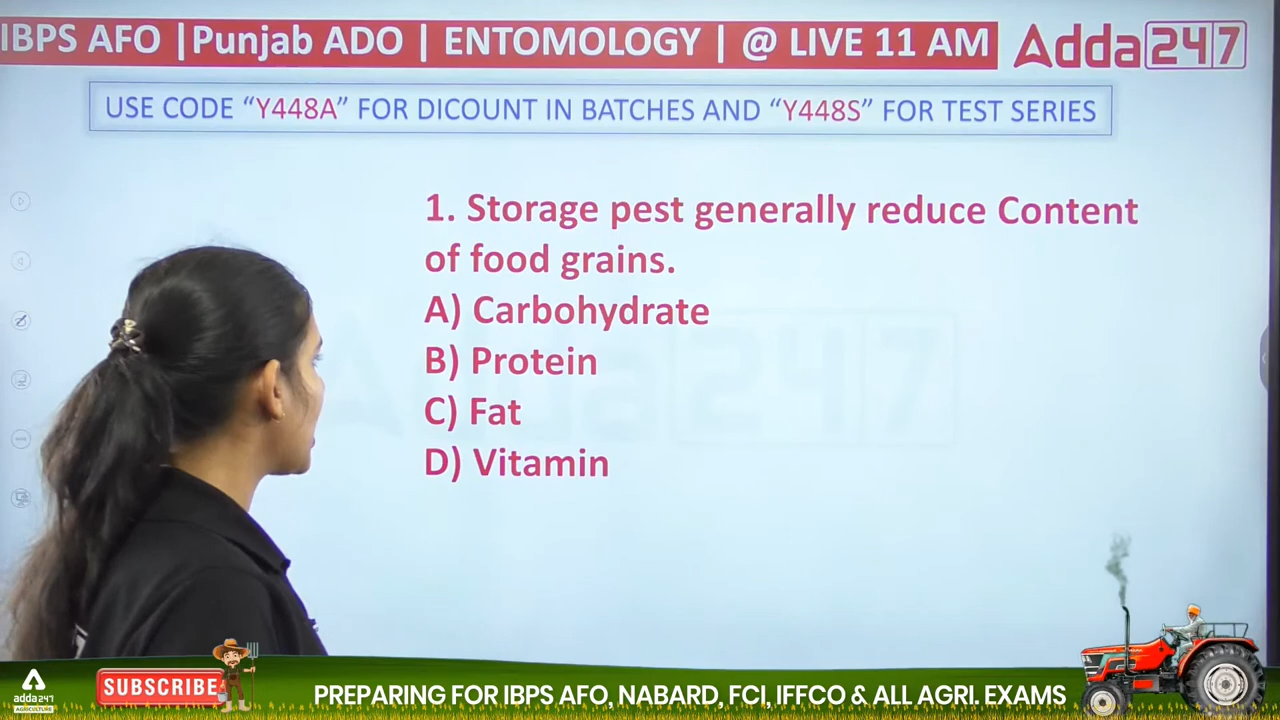 IBPS AFO |Punjab ADO | ENTOMOLOGY | @ LIVE 11 AM
Adda247
USE CODE “Y448A” FOR DICOUNT IN BATCHES AND “Y448S” FOR TEST SERIES
1. Storage pest generally reduce Content
of food grains.
A) Carbohydrate
B) Protein
C) Fat
D) Vitamin
adda247
AGRICULTURE
SUBSCRIBE
PREPARING FOR IBPS AFO, NABARD, FCI, IFFCO & ALL AGRI. EXAMS